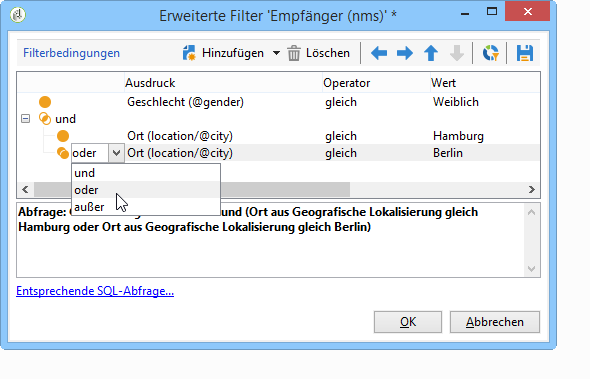 Erweiterte Filter 'Empfänger (nms)' *
Filterbedingungen Hinzufügen Löschen
Ausdruck Operator Wert
Geschlecht (@gender) gleich Weiblich
und
Ort (location/@city) gleich Hamburg
oder Ort (location/@city) gleich Berlin
und
oder
außer
Abfrage: und (Ort aus Geografische Lokalisierung gleich
Hamburg oder Ort aus Geografische Lokalisierung gleich Berlin)
Entsprechende SQL-Abfrage...
OK Abbrechen